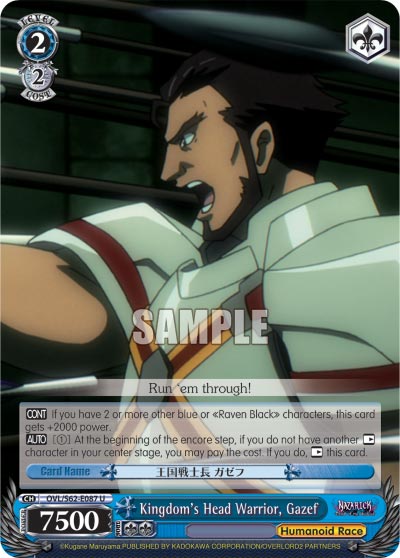 LEVEL
2
2
COST
SAMPLE
Run 'em through!
CONT If you have 2 or more other blue or «Raven Black» characters, this card
gets +2000 power.
AUTO [①] At the beginning of the encore step, if you do not have another
character in your center stage, you may pay the cost. If you do, this card.
Card Name 王国戦士長 ガゼフ
CH OVL/S62-E087 U
POWER 7500 SOUL Kingdom's Head Warrior, Gazef NAZARICK
Humanoid Race
©Kugane Maruyama,PUBLISHED BY KADOKAWA CORPORATION/OVERLORD2 PARTNERS